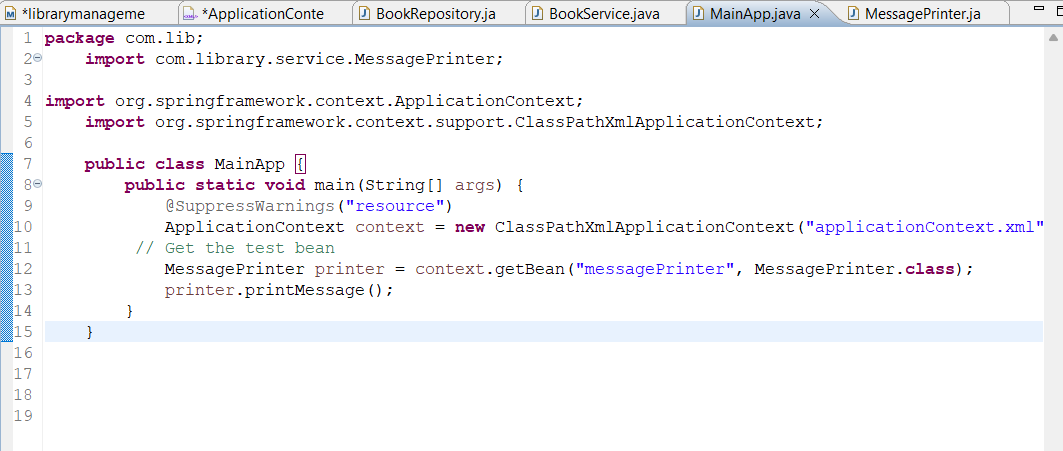 *librarymanageme *ApplicationConte BookRepository.ja BookService.java MainApp.java MessagePrinter.ja
1 package com.lib;
2 import com.library.service.MessagePrinter;
3
4 import org.springframework.context.ApplicationContext;
5 import org.springframework.context.support.ClassPathXmlApplicationContext;
6
7 public class MainApp {
8 public static void main(String[] args) {
9 @SuppressWarnings("resource")
10 ApplicationContext context = new ClassPathXmlApplicationContext("applicationContext.xml"
11 // Get the test bean
12 MessagePrinter printer = context.getBean("messagePrinter", MessagePrinter.class);
13 printer.printMessage();
14 }
15 }
16
17
18
19